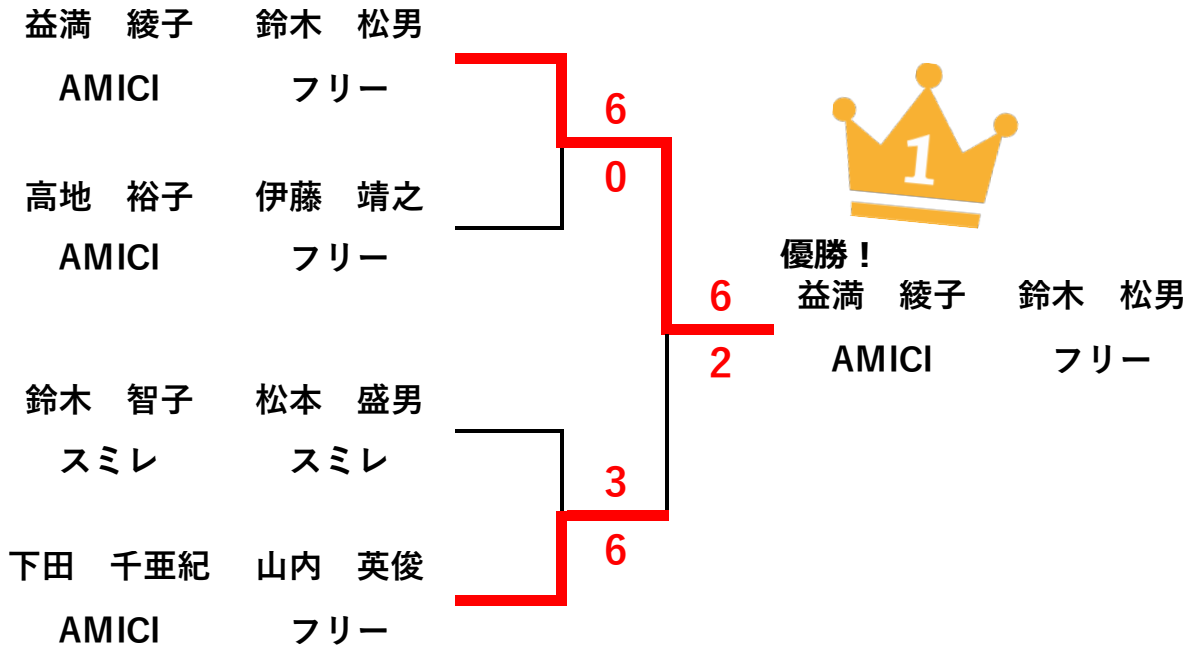 益満　綾子　　鈴木　松男
AMICI　　フリー
6
0
高地　裕子　　伊藤　靖之
AMICI　　フリー
1
優勝！
益満　綾子　　鈴木　松男
AMICI　　フリー
6
2
鈴木　智子　　松本　盛男
スミレ　　スミレ
3
6
下田　千亜紀　　山内　英俊
AMICI　　フリー